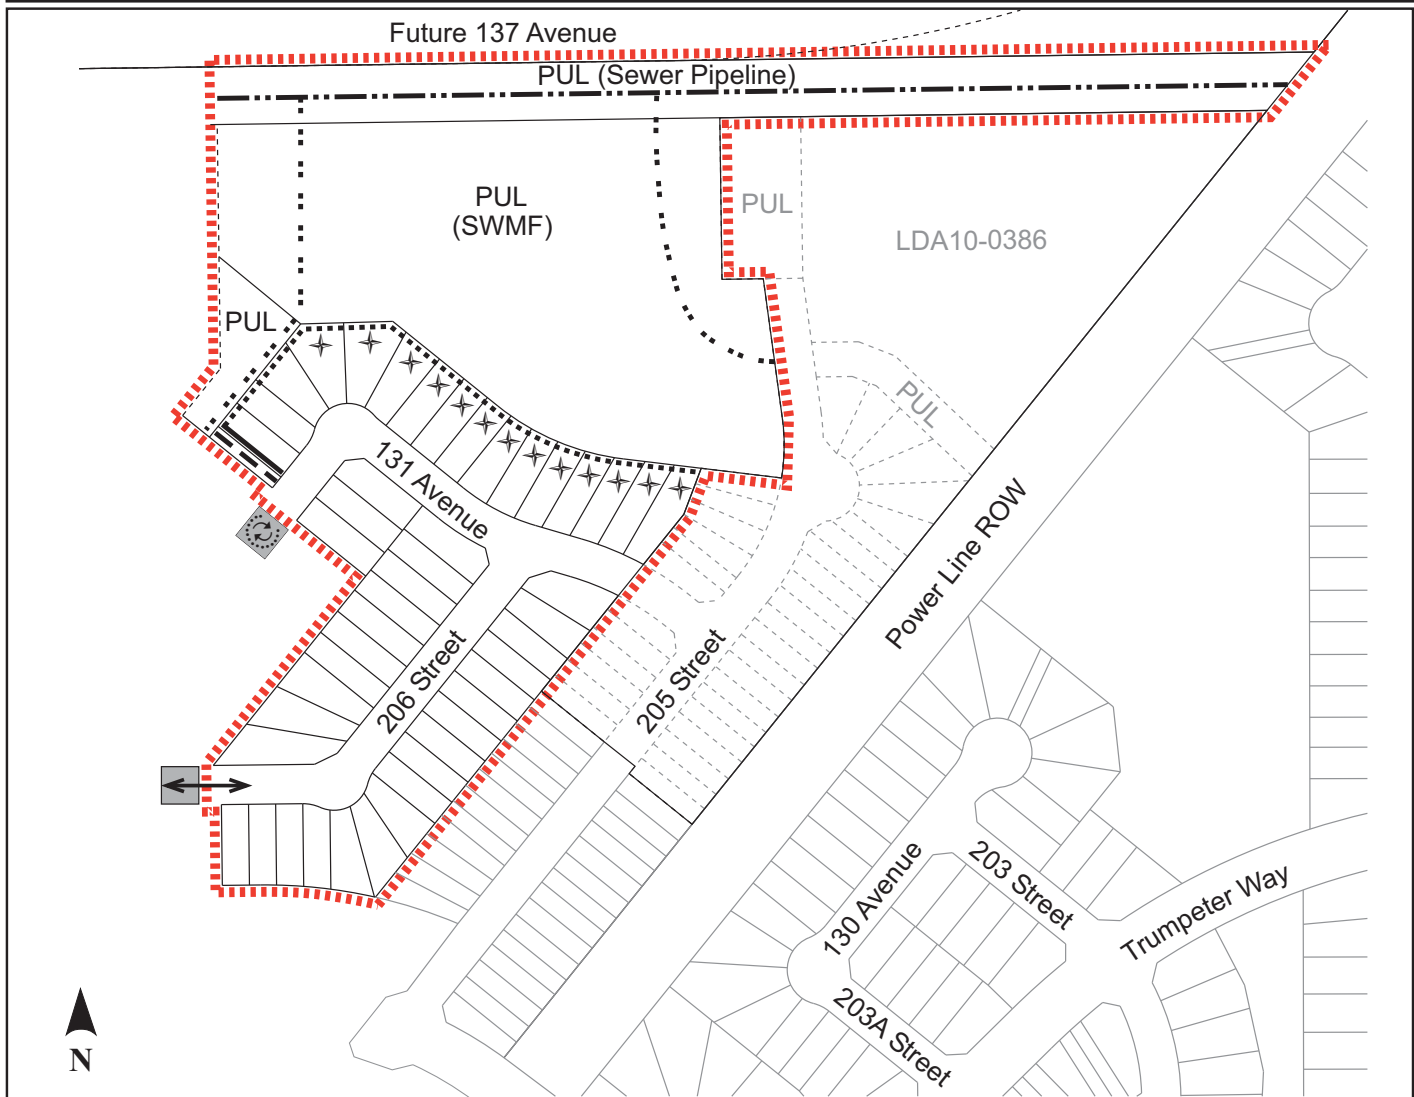 Future 137 Avenue
PUL (Sewer Pipeline)
PUL
(SWMF)
PUL
LDA10-0386
PUL
PUL
131 Avenue
Power Line ROW
206 Street
205 Street
203 Street
130 Avenue
Trumpeter Way
203A Street
N